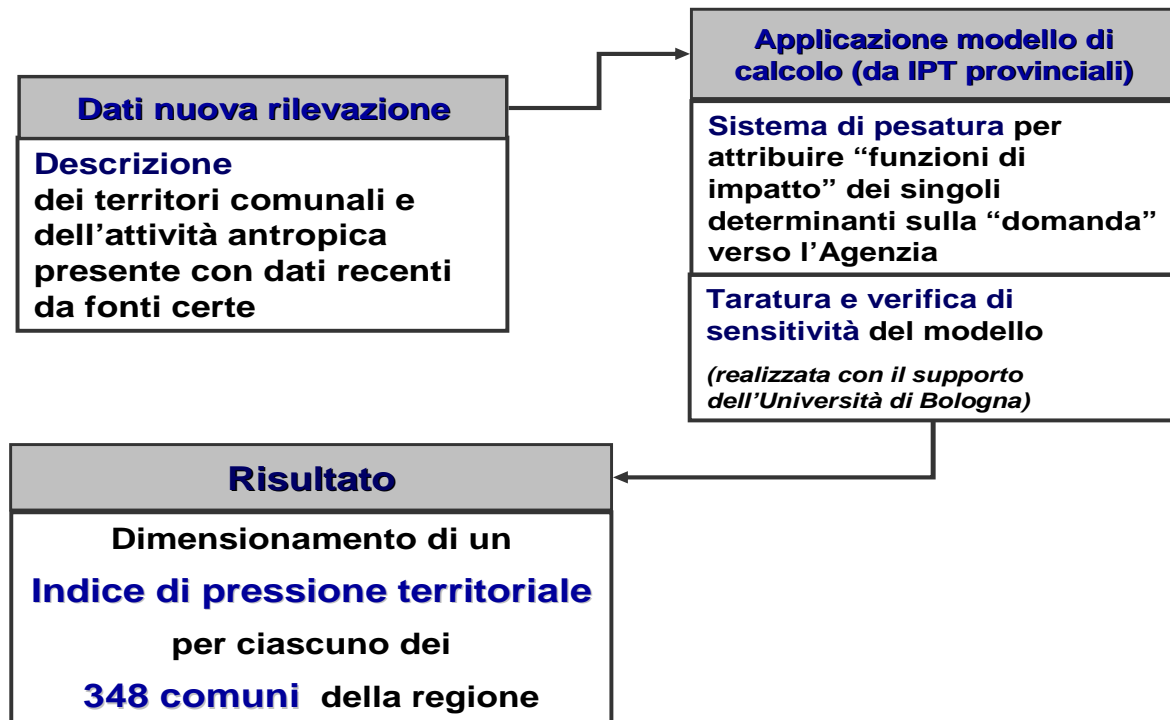 Dati nuova rilevazione
Descrizione
dei territori comunali e
dell'attività antropica
presente con dati recenti
da fonti certe
Applicazione modello di
calcolo (da IPT provinciali)
Sistema di pesatura per
attribuire “funzioni di
impatto” dei singoli
determinanti sulla “domanda”
verso l’Agenzia
Taratura e verifica di
sensitività del modello
(realizzata con il supporto
dell’Università di Bologna)
Risultato
Dimensionamento di un
Indice di pressione territoriale
per ciascuno dei
348 comuni della regione